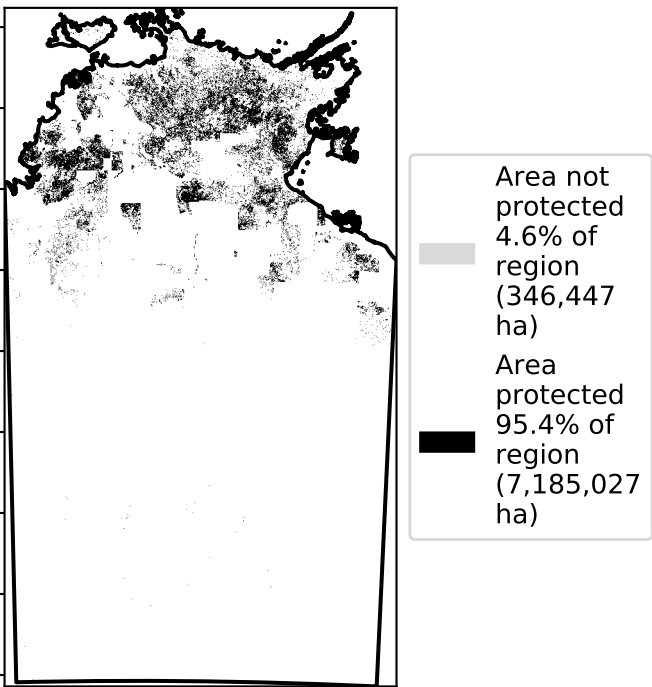 Area not
protected
4.6% of
region
(346,447
ha)
Area
protected
95.4% of
region
(7,185,027
ha)